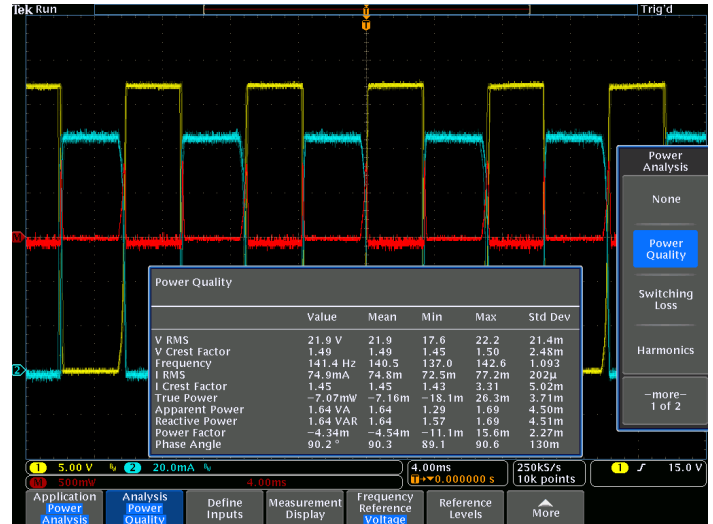 Tek Run Trig'd
T
T
M
2
Power
Analysis
None
Power
Quality
Switching
Loss
Harmonics
-more-
1 of 2
Power Quality
Value Mean Min Max Std Dev
V RMS 21.9 V 21.9 17.6 22.2 21.4m
V Crest Factor 1.49 1.49 1.45 1.50 2.48m
Frequency 141.4 Hz 140.5 137.0 142.6 1.093
I RMS 74.9mA 74.8m 72.5m 77.2m 202µ
I Crest Factor 1.45 1.45 1.43 3.31 5.02m
True Power -7.07mW -7.16m -18.1m 26.3m 3.71m
Apparent Power 1.64 VA 1.64 1.29 1.69 4.50m
Reactive Power 1.64 VAR 1.64 1.57 1.69 4.51m
Power Factor -4.34m -4.54m -11.1m 15.6m 2.27m
Phase Angle 90.2 ° 90.3 89.1 90.6 130m
1 5.00 V 2 20.0mA 4.00ms 250kS/s 1 15.0 V
M 500mW 4.00ms T→▼0.000000 s 10k points
Application
Power
Analysis
Analysis
Power
Quality
Define
Inputs
Measurement
Display
Frequency
Reference
Voltage
Reference
Levels
More